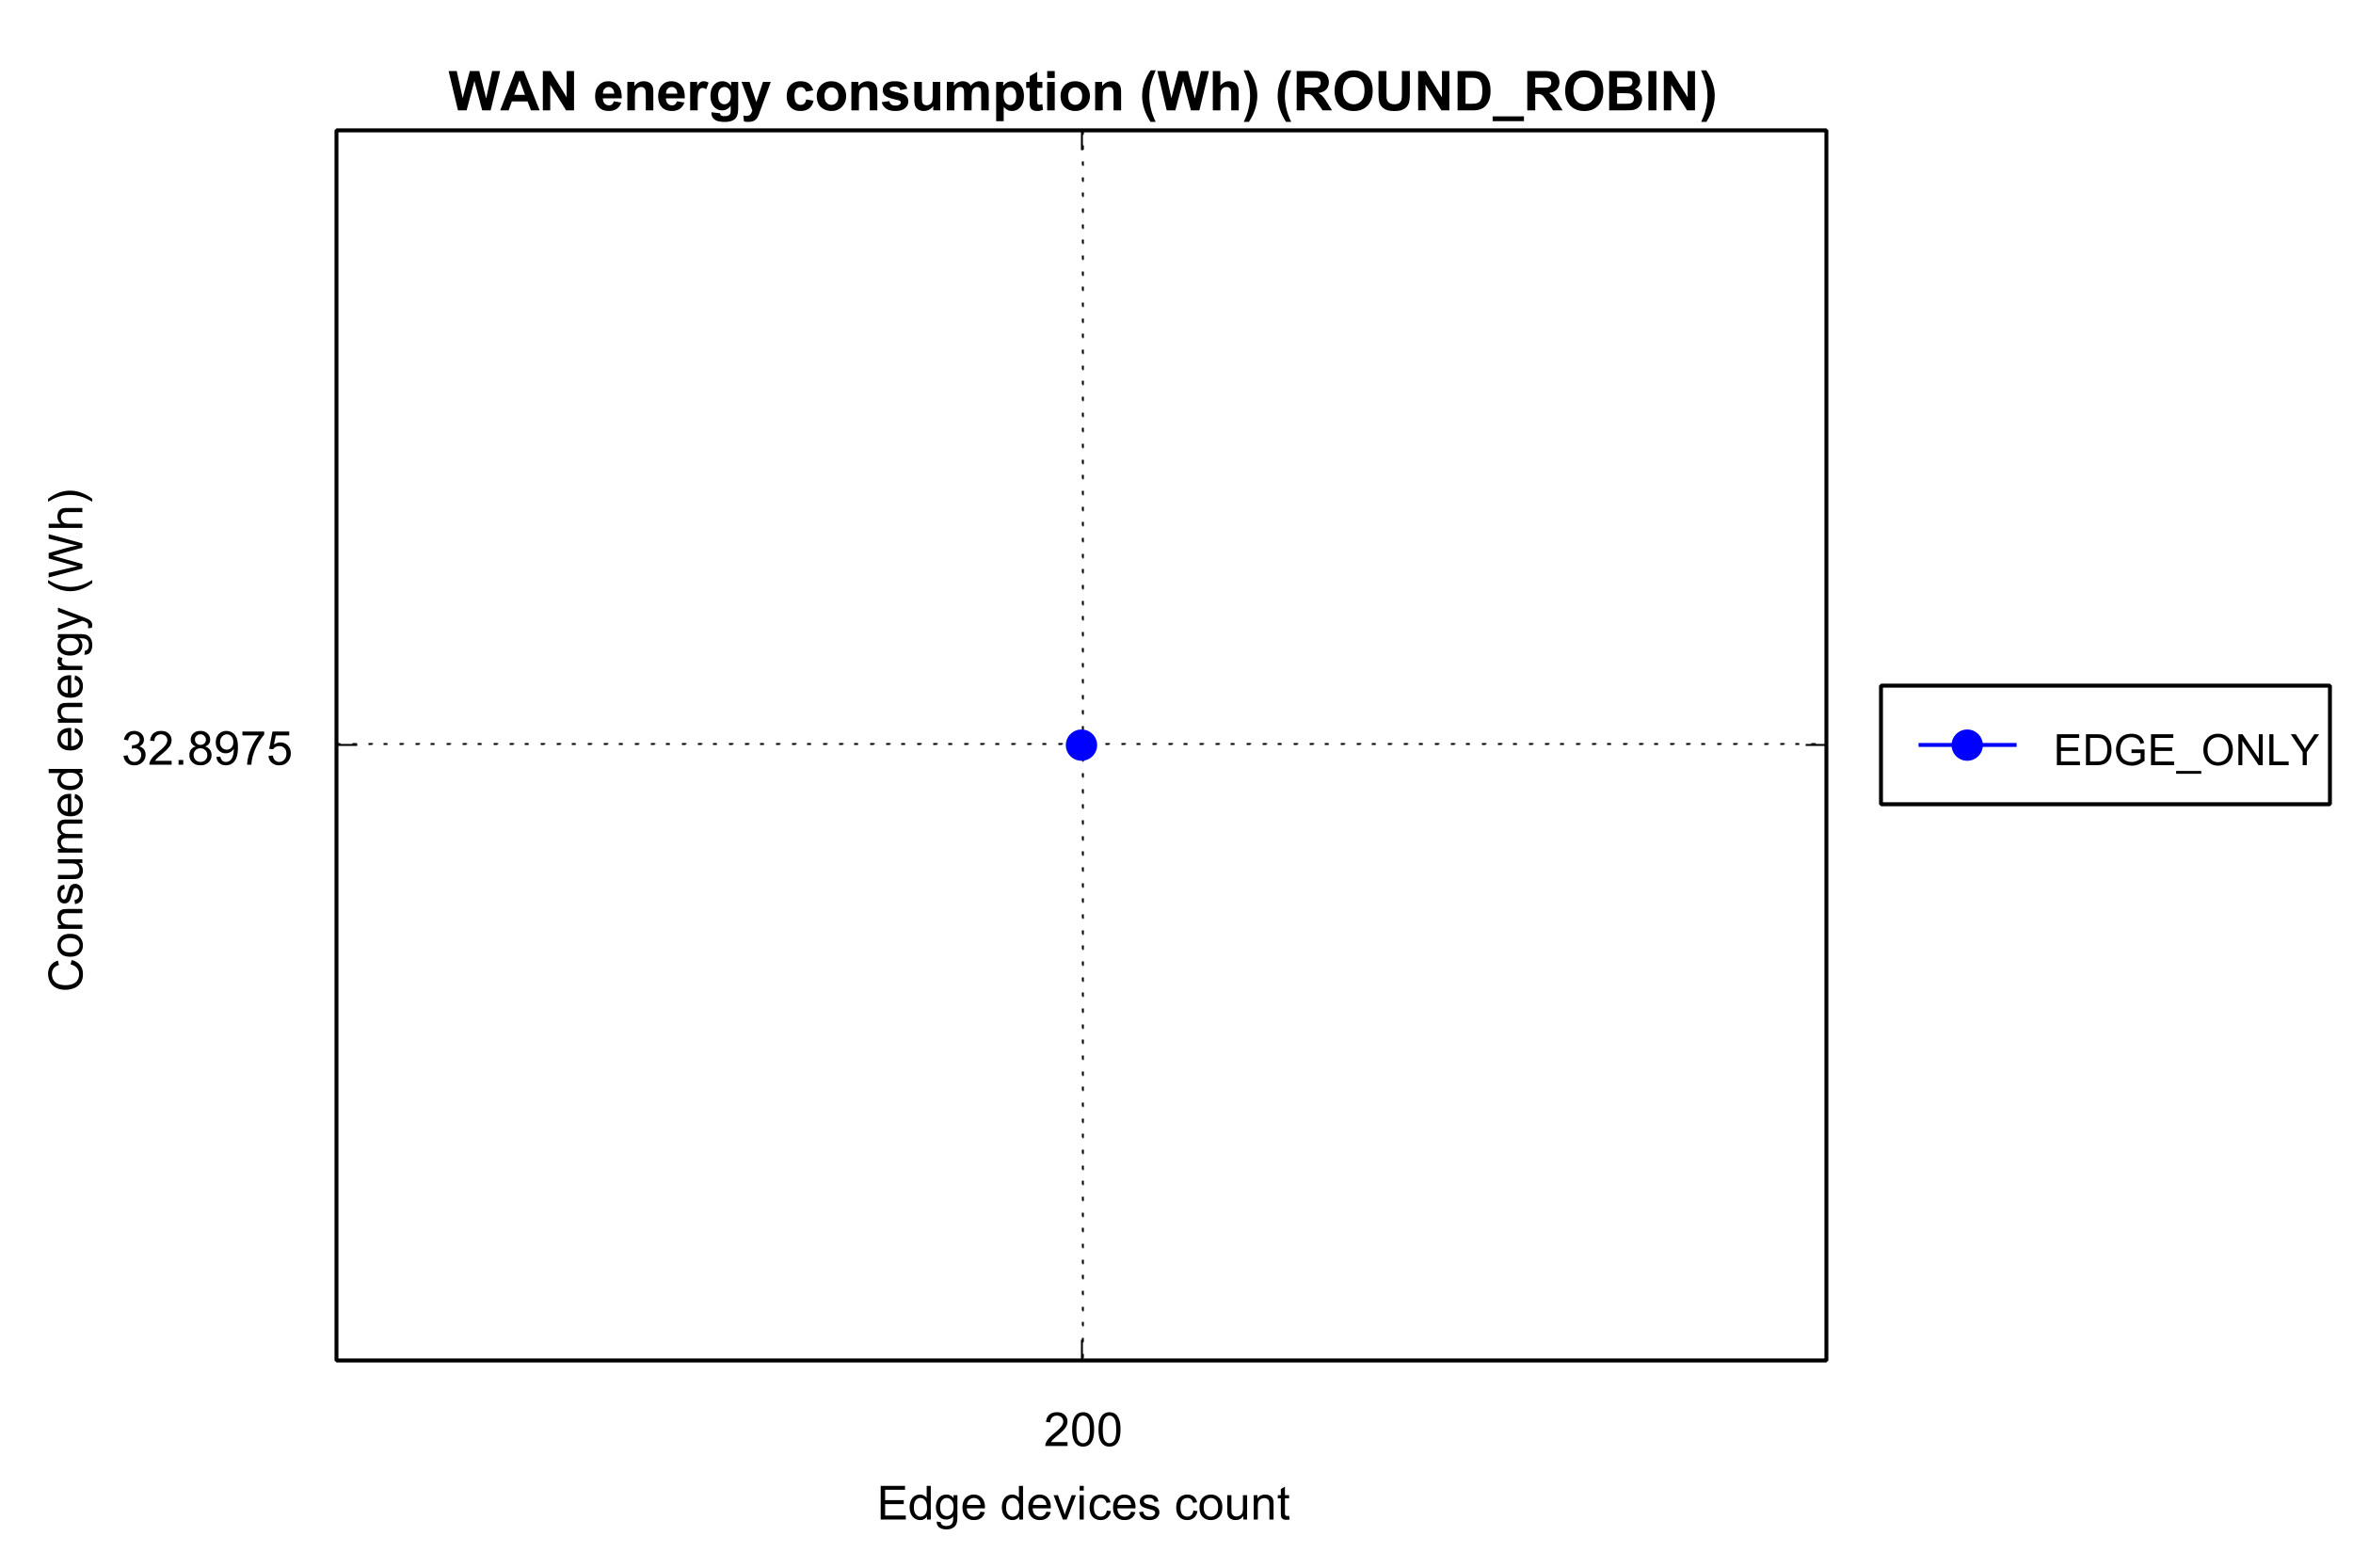 WAN energy consumption (Wh) (ROUND_ROBIN)
Consumed energy (Wh)
32.8975
EDGE_ONLY
200
Edge devices count